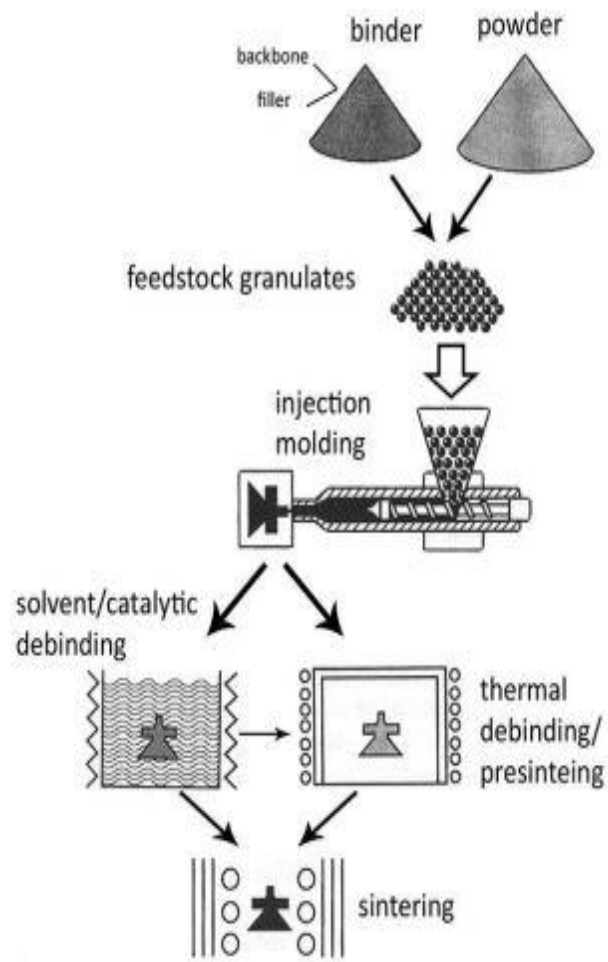 binder
powder
backbone
filler
feedstock granulates
injection
molding
solvent/catalytic
debinding
thermal
debinding/
presinteing
sintering